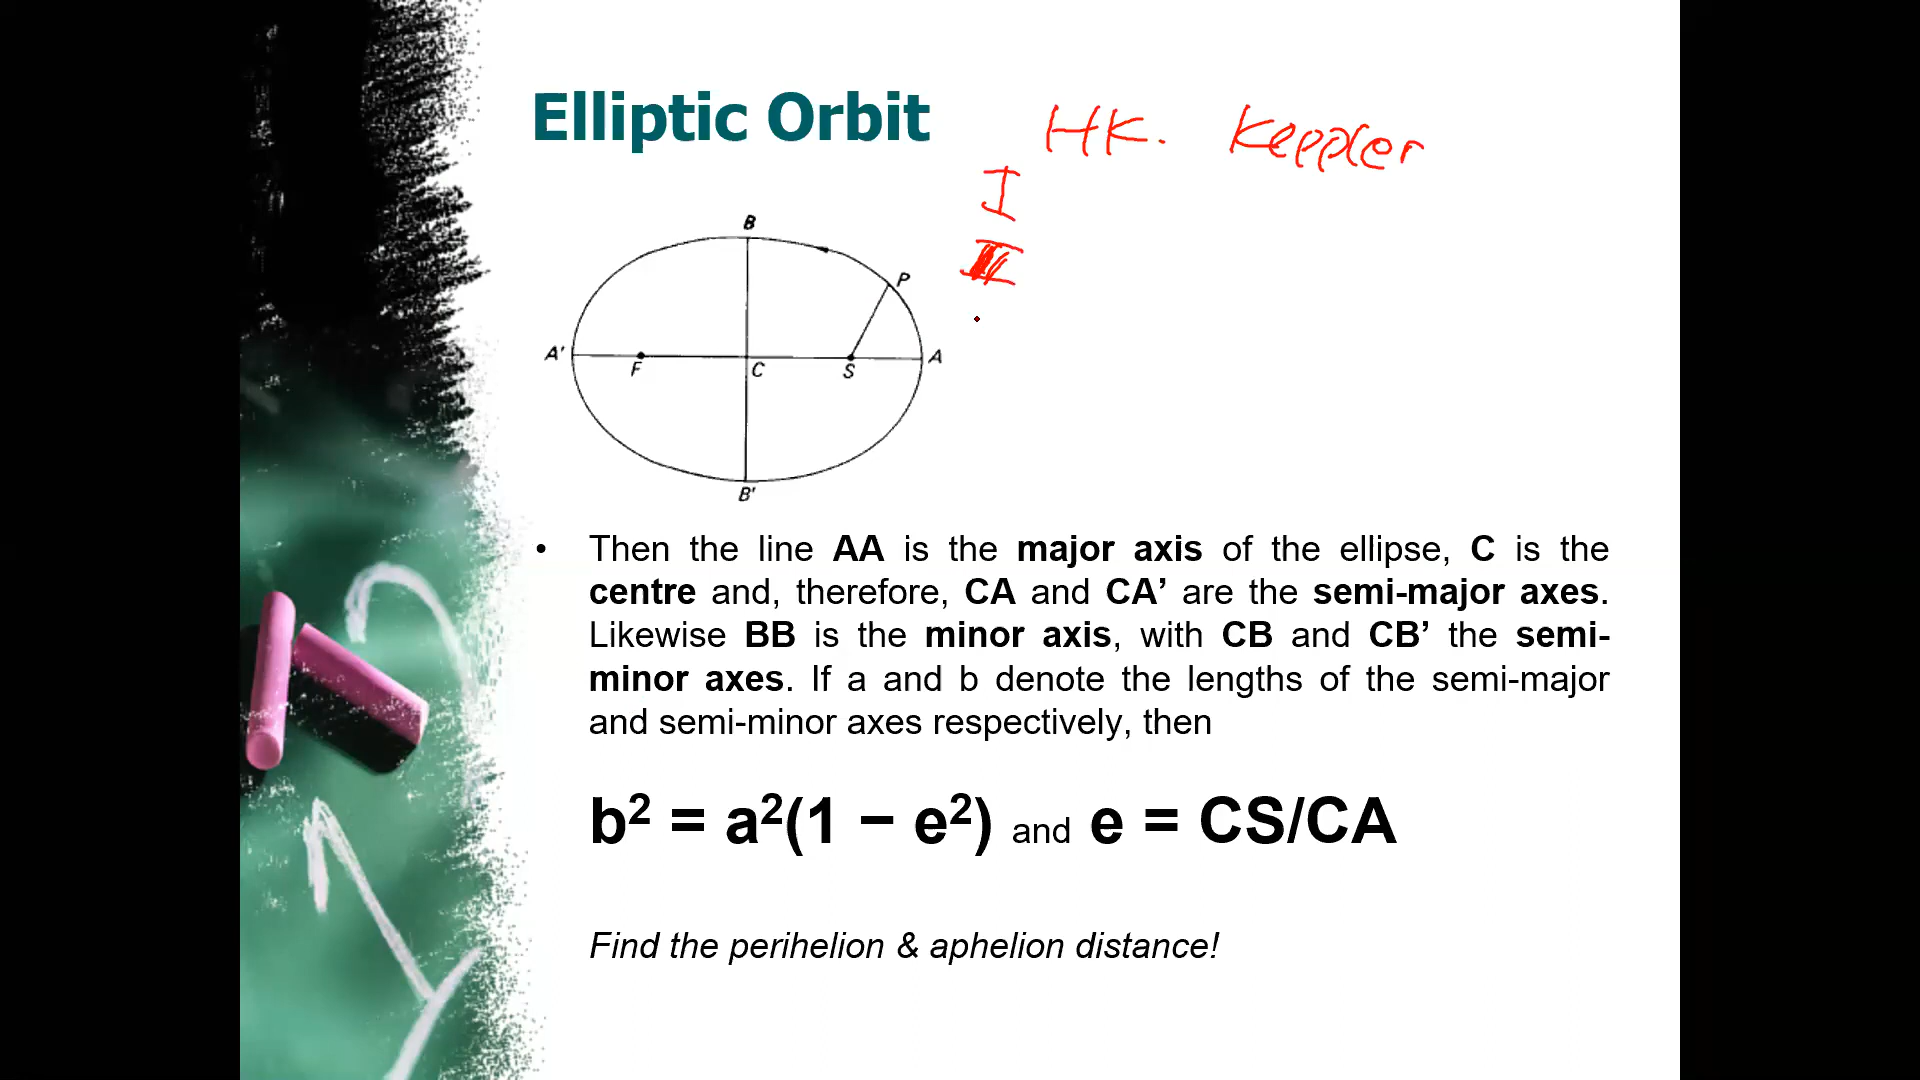 Elliptic Orbit
HK. Keppler
I
II
B
P
A' F C S A
B'
• Then the line AA is the major axis of the ellipse, C is the
centre and, therefore, CA and CA’ are the semi-major axes.
Likewise BB is the minor axis, with CB and CB’ the semi-
minor axes. If a and b denote the lengths of the semi-major
and semi-minor axes respectively, then
b² = a²(1 − e²) and e = CS/CA
Find the perihelion & aphelion distance!